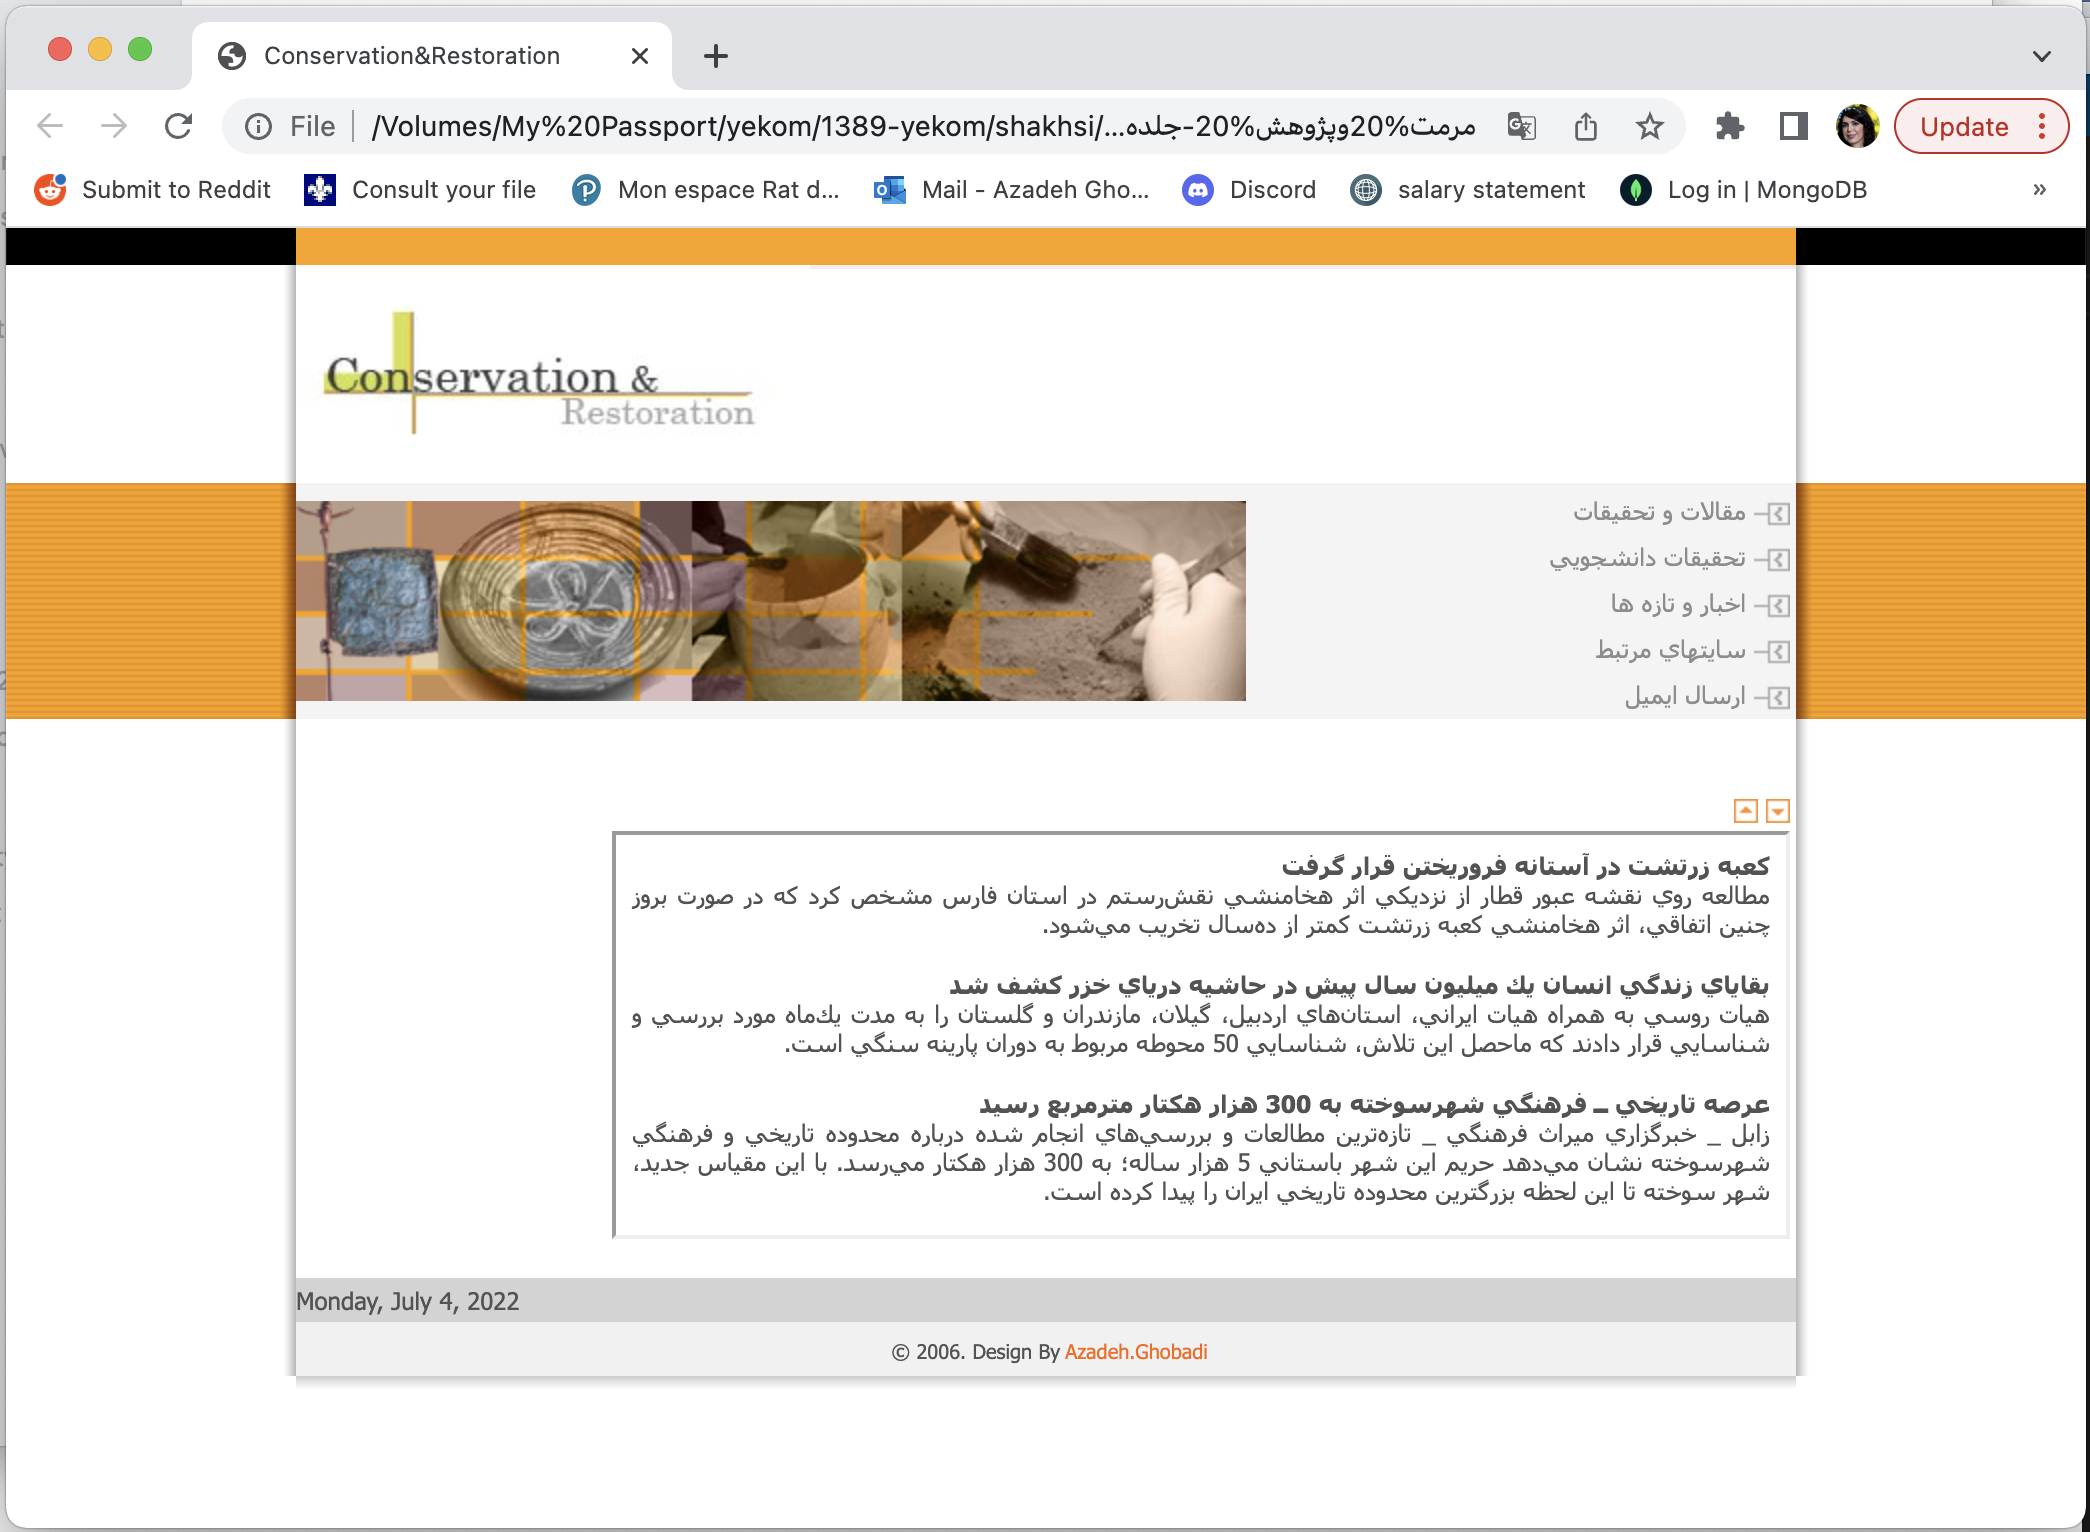 Conservation&Restoration
File
/Volumes/My%20Passport/yekom/1389-yekom/shakhsi/مرمت%20وپژوهش%20-جلده...
Update
Submit to Reddit
Consult your file
Mon espace Rat d...
Mail - Azadeh Gho...
Discord
salary statement
Log in | MongoDB
»
Conservation &
Restoration
مقالات و تحقيقات
تحقيقات دانشجويي
اخبار و تازه ها
سايتهاي مرتبط
ارسال ايميل
كعبه زرتشت در آستانه فروريختن قرار گرفت
مطالعه روي نقشه عبور قطار از نزديكي اثر هخامنشي نقش‌رستم در استان فارس مشخص كرد كه در صورت بروز
چنين اتفاقي، اثر هخامنشي كعبه زرتشت كمتر از ده‌سال تخريب مي‌شود.
بقاياي زندگي انسان يك ميليون سال پيش در حاشيه درياي خزر كشف شد
هيات روسي به همراه هيات ايراني، استان‌هاي اردبيل، گيلان، مازندران و گلستان را به مدت يك‌ماه مورد بررسي و
شناسايي قرار دادند كه ماحصل اين تلاش، شناسايي 50 محوطه مربوط به دوران پارينه سنگي است.
عرصه تاريخي ـ فرهنگي شهرسوخته به 300 هزار هكتار مترمربع رسيد
زابل _ خبرگزاري ميراث فرهنگي _ تازه‌ترين مطالعات و بررسي‌هاي انجام شده درباره محدوده تاريخي و فرهنگي
شهرسوخته نشان مي‌دهد حريم اين شهر باستاني 5 هزار ساله؛ به 300 هزار هكتار مي‌رسد. با اين مقياس جديد،
شهر سوخته تا اين لحظه بزرگترين محدوده تاريخي ايران را پيدا كرده است.
Monday, July 4, 2022
© 2006. Design By Azadeh.Ghobadi